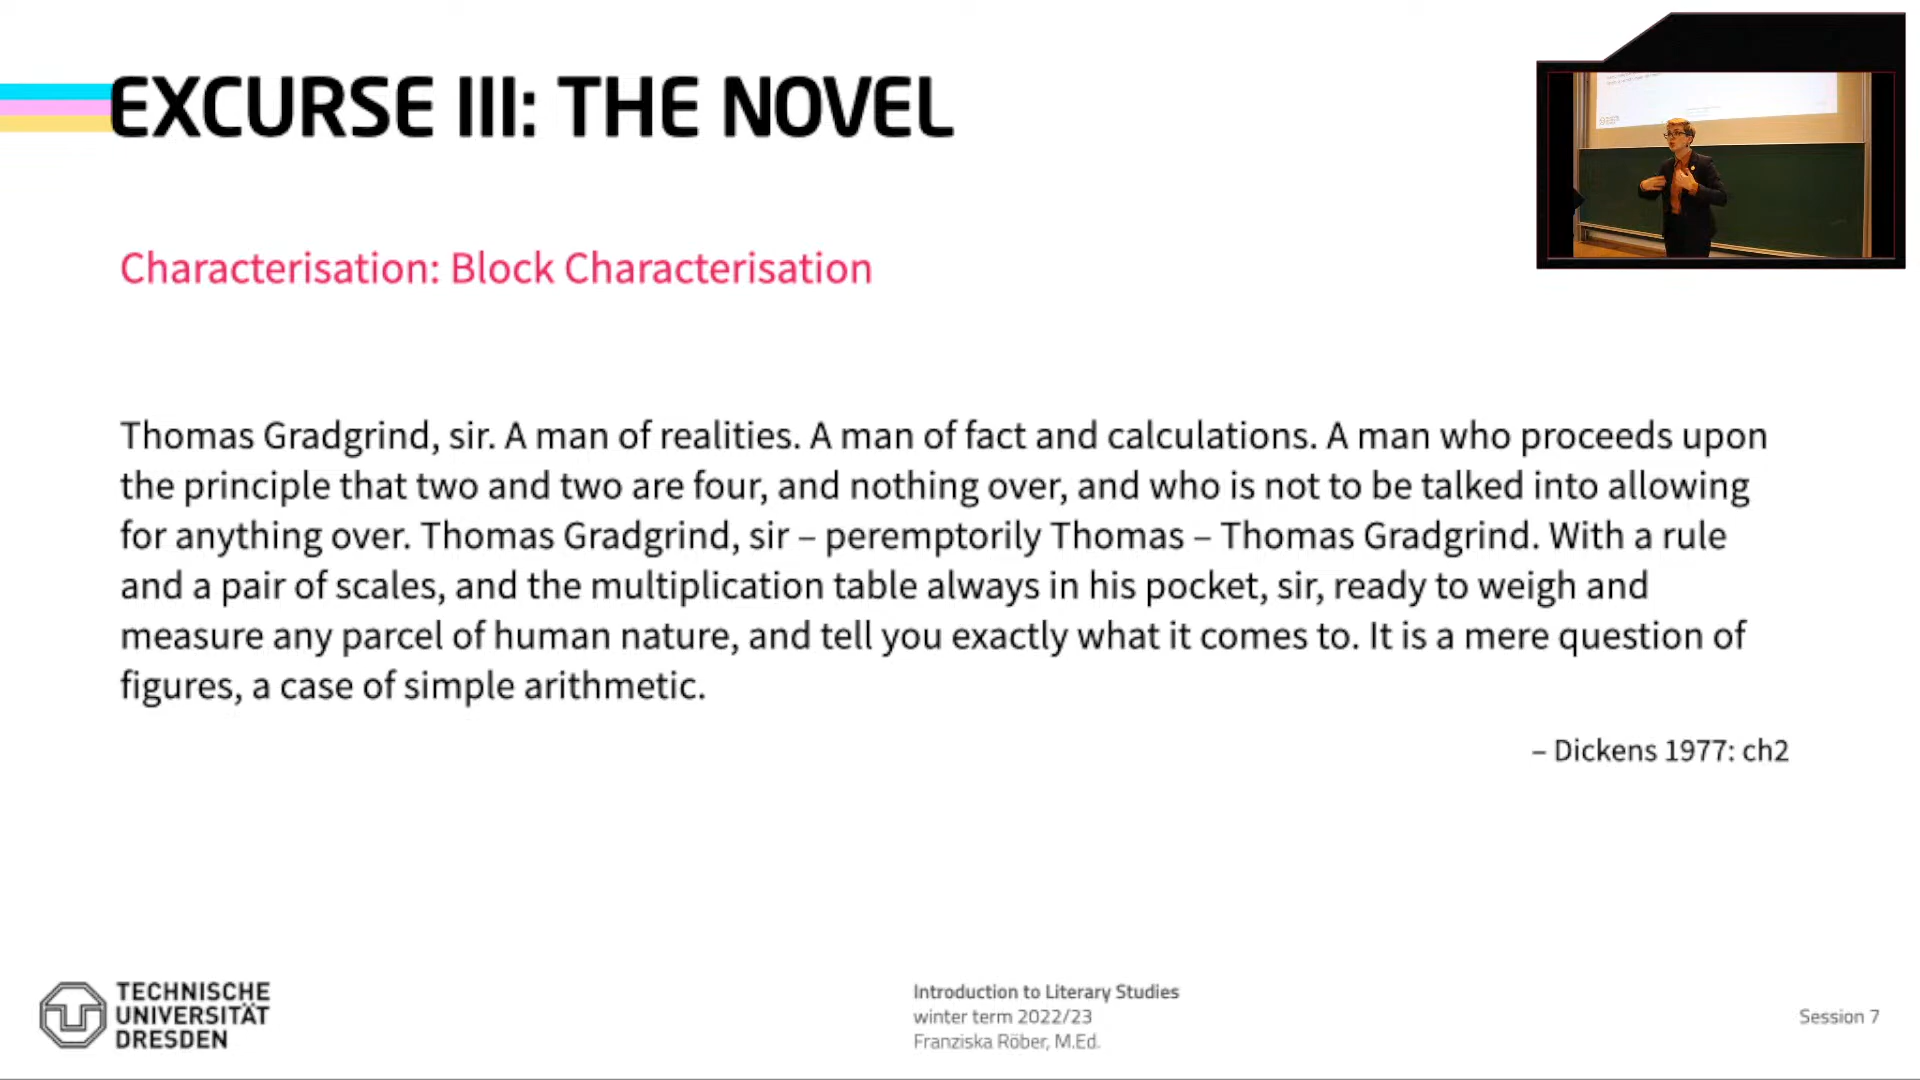 EXCURSE III: THE NOVEL
Characterisation: Block Characterisation
Thomas Gradgrind, sir. A man of realities. A man of fact and calculations. A man who proceeds upon
the principle that two and two are four, and nothing over, and who is not to be talked into allowing
for anything over. Thomas Gradgrind, sir – peremptorily Thomas – Thomas Gradgrind. With a rule
and a pair of scales, and the multiplication table always in his pocket, sir, ready to weigh and
measure any parcel of human nature, and tell you exactly what it comes to. It is a mere question of
figures, a case of simple arithmetic.
– Dickens 1977: ch2
TECHNISCHE
UNIVERSITÄT
DRESDEN
Introduction to Literary Studies
winter term 2022/23
Franziska Röber, M.Ed.
Session 7